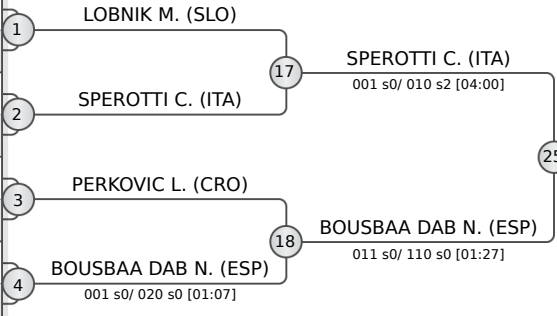 LOBNIK M. (SLO)
1
17
SPEROTTI C. (ITA)
001 s0/ 010 s2 [04:00]
SPEROTTI C. (ITA)
2
25
PERKOVIC L. (CRO)
3
18
BOUSBAA DAB N. (ESP)
011 s0/ 110 s0 [01:27]
BOUSBAA DAB N. (ESP)
4
001 s0/ 020 s0 [01:07]